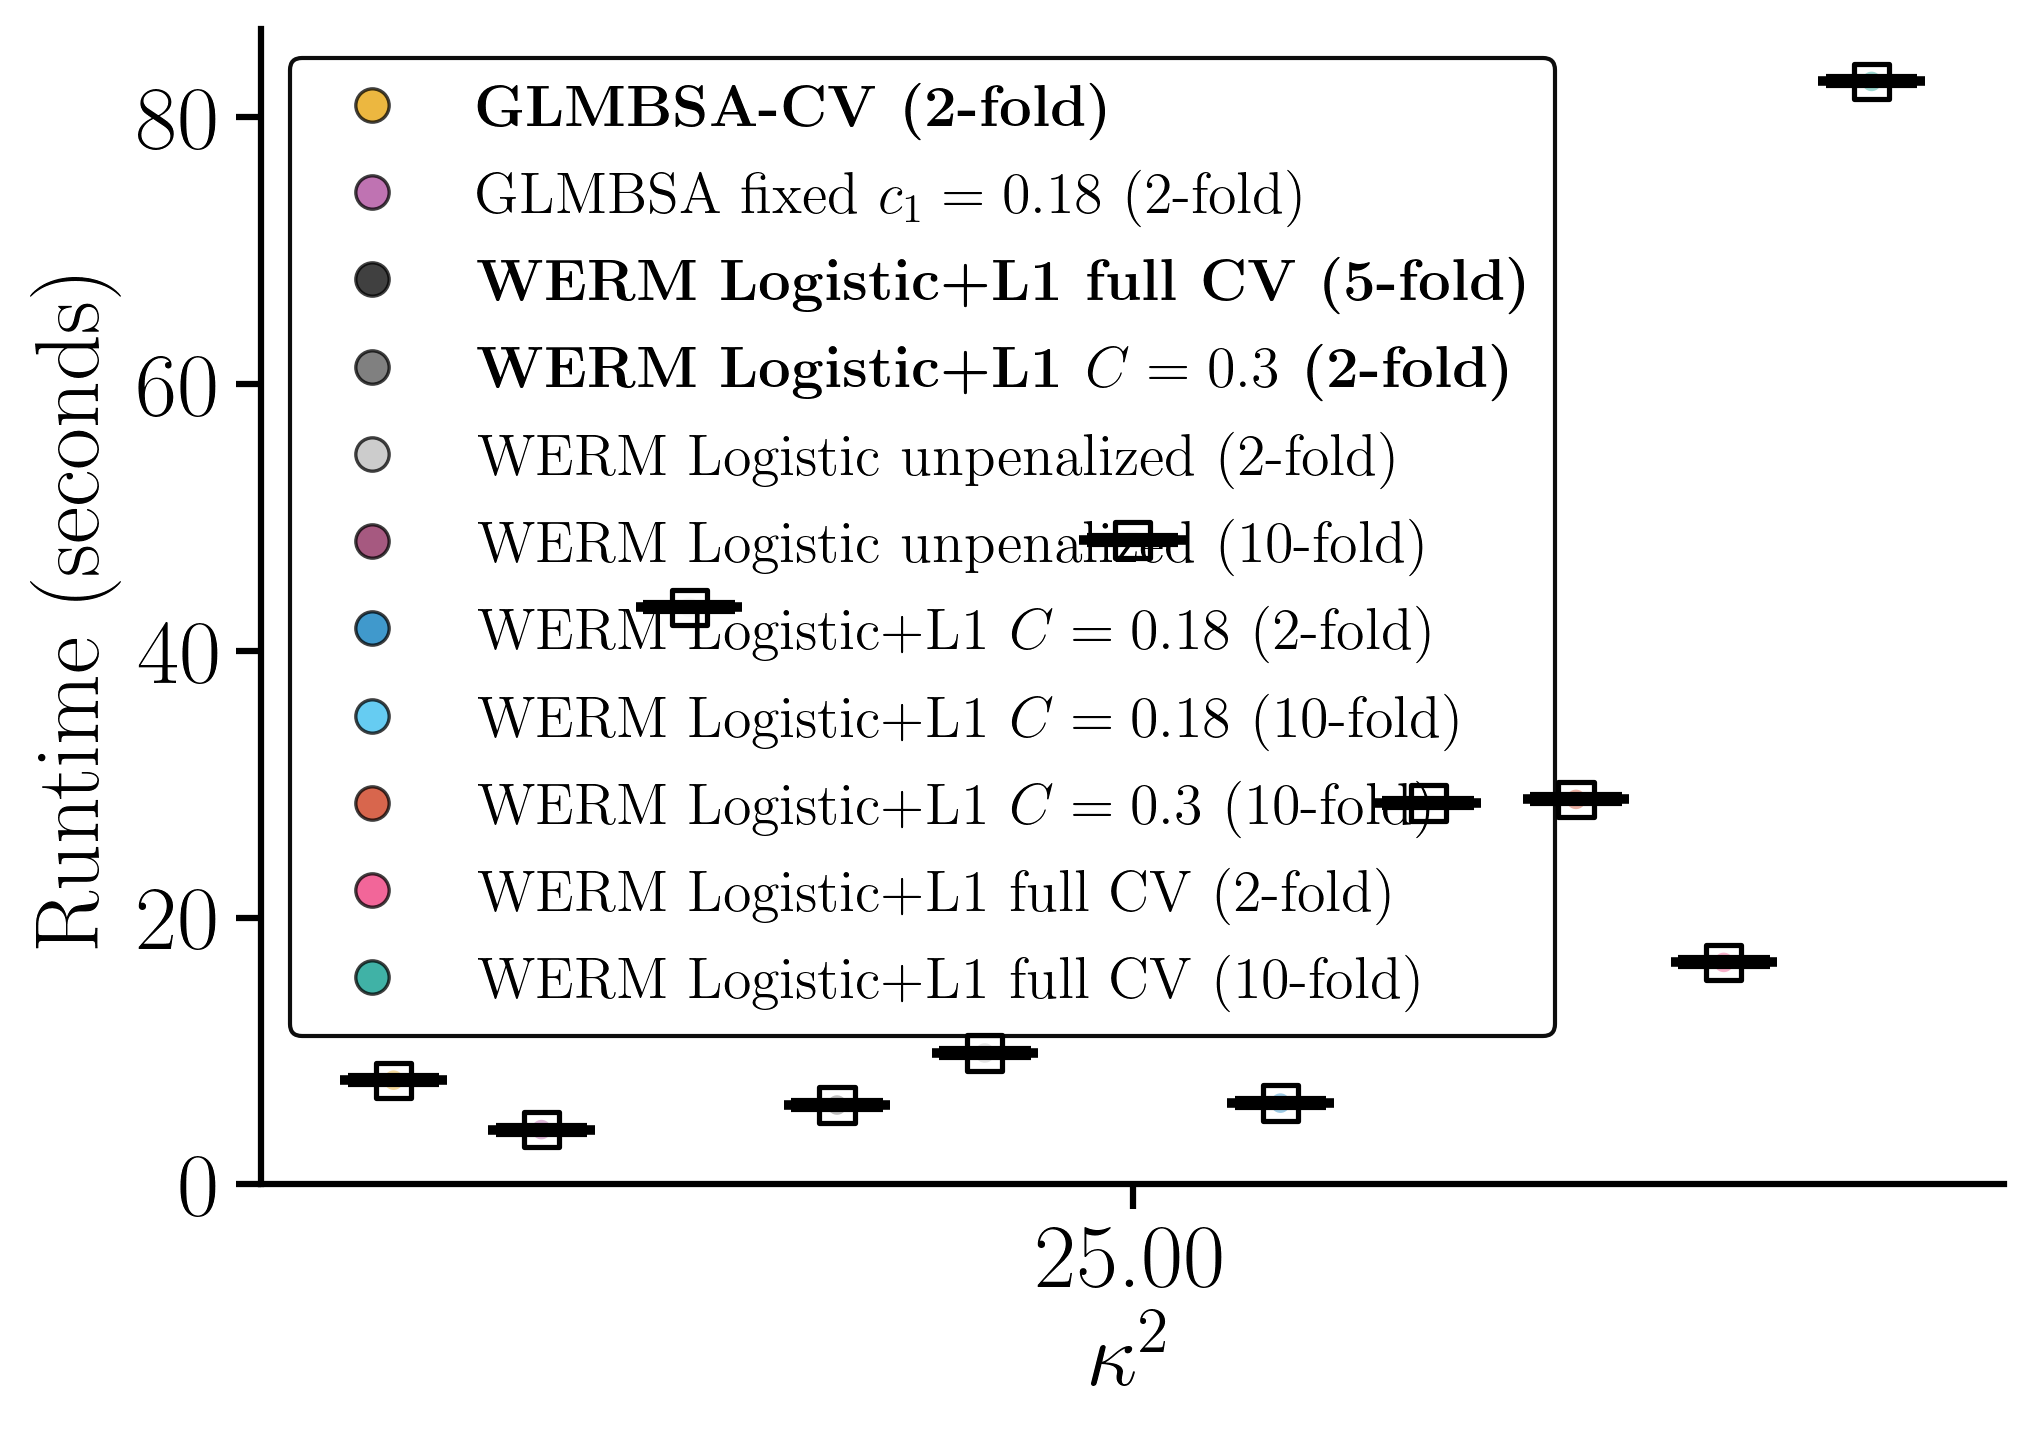 80
60
40
20
0
Runtime (seconds)
GLMBSA-CV (2-fold)
GLMBSA fixed c₁ = 0.18 (2-fold)
WERM Logistic+L1 full CV (5-fold)
WERM Logistic+L1 C = 0.3 (2-fold)
WERM Logistic unpenalized (2-fold)
WERM Logistic unpenalized (10-fold)
WERM Logistic+L1 C = 0.18 (2-fold)
WERM Logistic+L1 C = 0.18 (10-fold)
WERM Logistic+L1 C = 0.3 (10-fold)
WERM Logistic+L1 full CV (2-fold)
WERM Logistic+L1 full CV (10-fold)
25.00
κ²